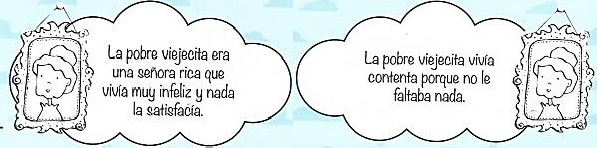 La pobre viejecita era
una señora rica que
vivía muy infeliz y nada
la satisfacía.
La pobre viejecita vivía
contenta porque no le
faltaba nada.